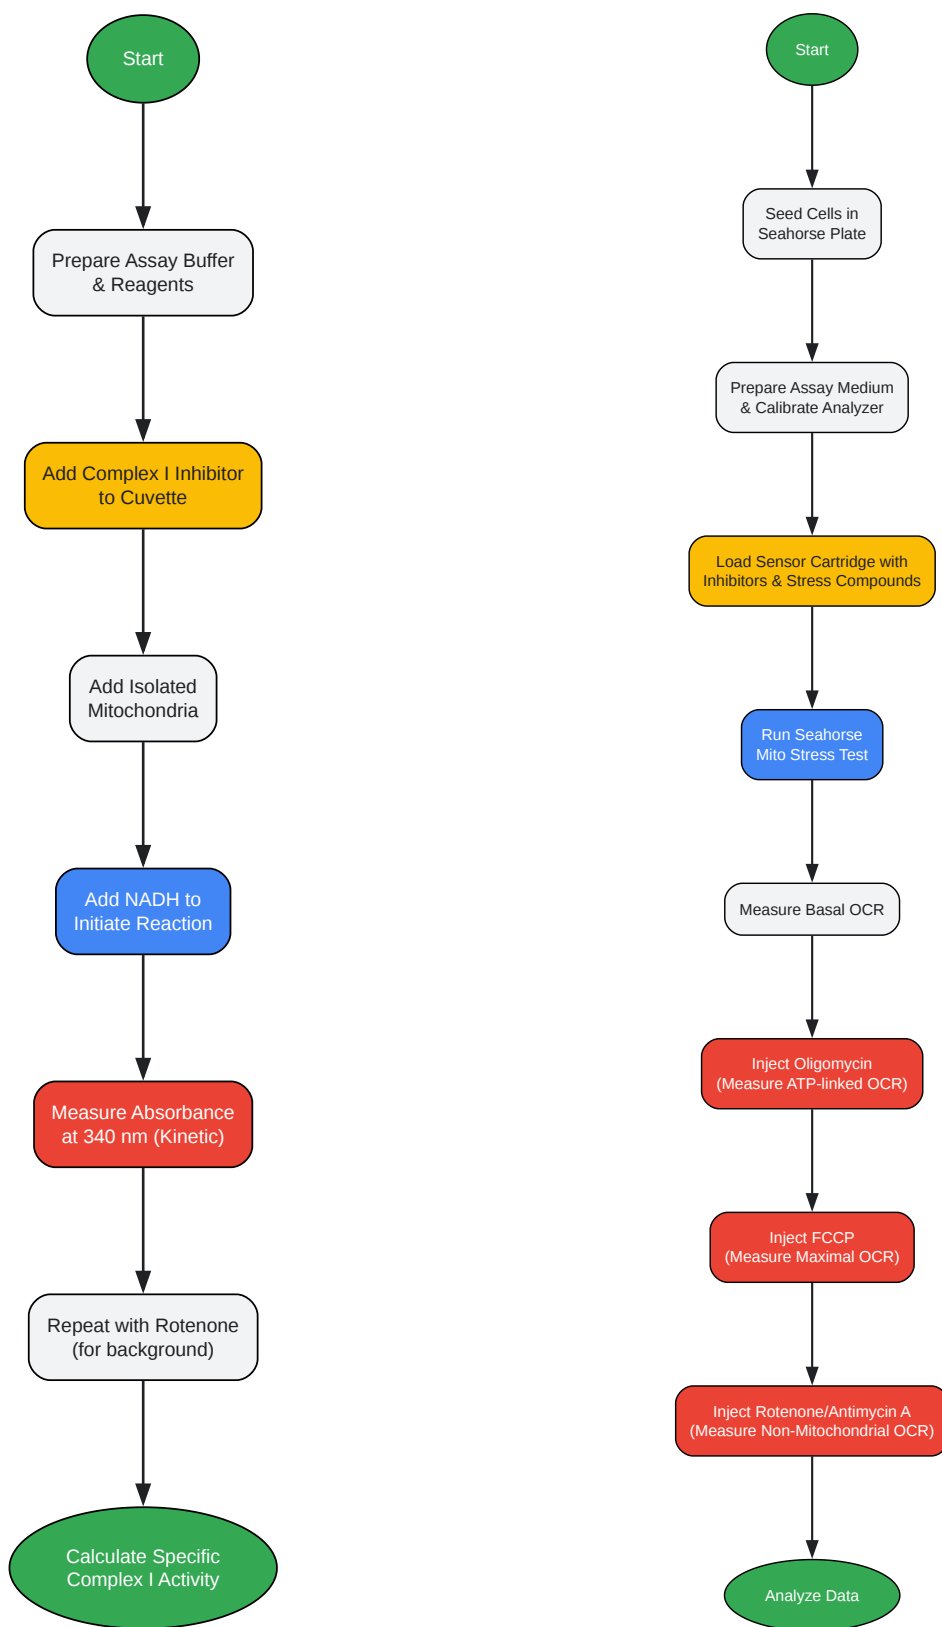 Start
Prepare Assay Buffer
& Reagents
Add Complex I Inhibitor
to Cuvette
Add Isolated
Mitochondria
Add NADH to
Initiate Reaction
Measure Absorbance
at 340 nm (Kinetic)
Repeat with Rotenone
(for background)
Calculate Specific
Complex I Activity
Start
Seed Cells in
Seahorse Plate
Prepare Assay Medium
& Calibrate Analyzer
Load Sensor Cartridge with
Inhibitors & Stress Compounds
Run Seahorse
Mito Stress Test
Measure Basal OCR
Inject Oligomycin
(Measure ATP-linked OCR)
Inject FCCP
(Measure Maximal OCR)
Inject Rotenone/Antimycin A
(Measure Non-Mitochondrial OCR)
Analyze Data